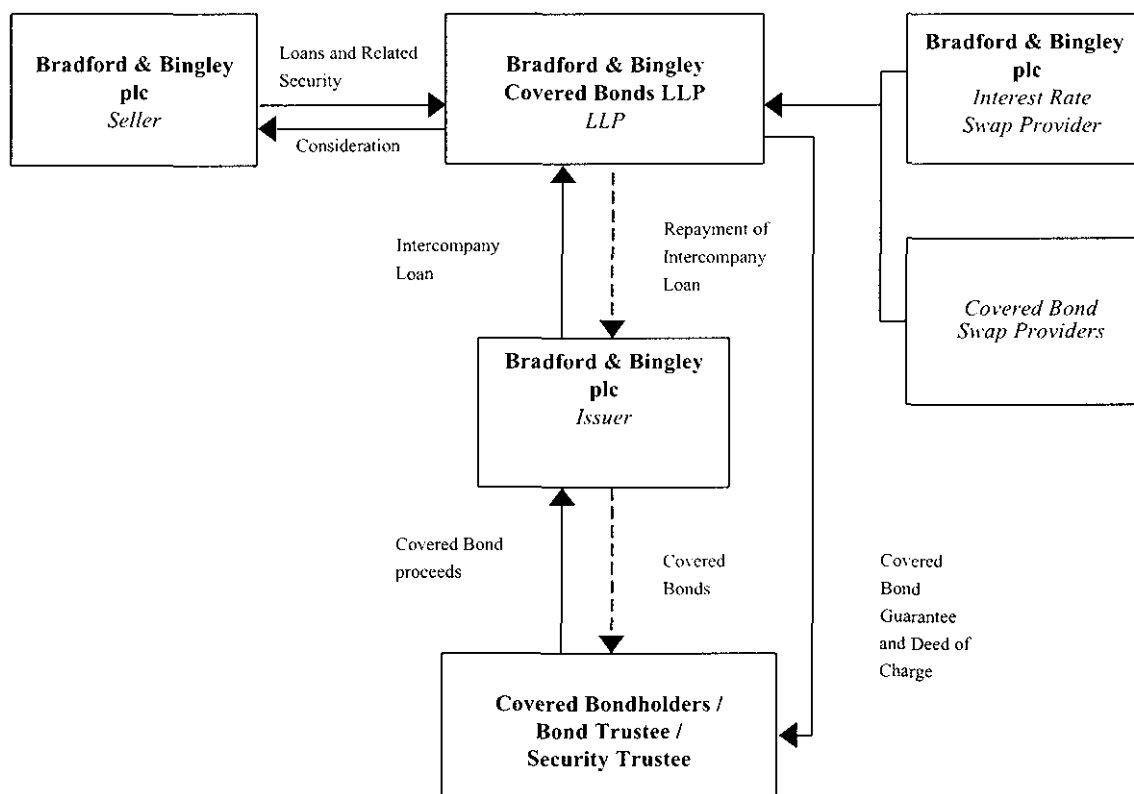 Bradford & Bingley
plc
Seller
Loans and Related
Security
Consideration
Bradford & Bingley
Covered Bonds LLP
LLP
Bradford & Bingley
plc
Interest Rate
Swap Provider
Intercompany
Loan
Repayment of
Intercompany
Loan
Covered Bond
Swap Providers
Bradford & Bingley
plc
Issuer
Covered Bond
proceeds
Covered
Bonds
Covered
Bond
Guarantee
and Deed of
Charge
Covered Bondholders /
Bond Trustee /
Security Trustee